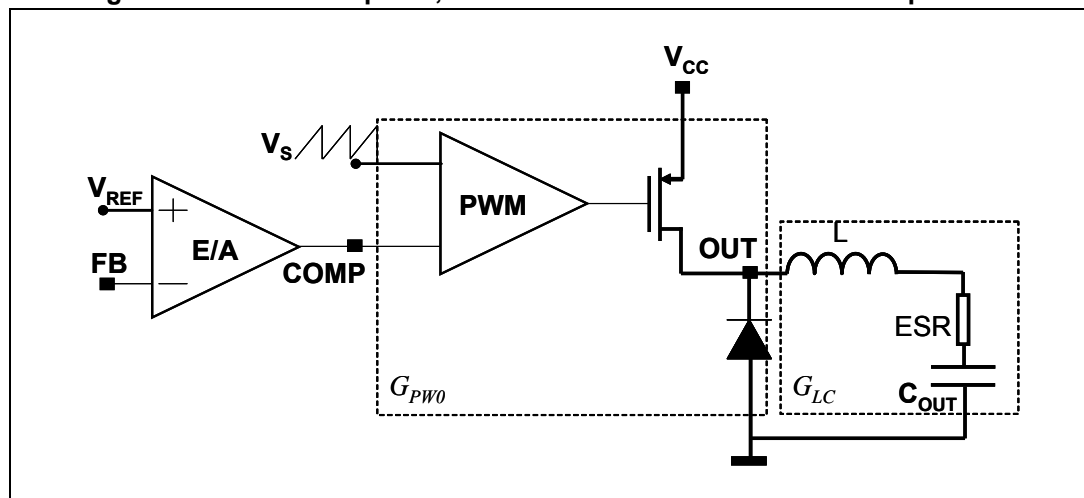 V_CC
V_S
V_REF
+
PWM
E/A
OUT
L
FB
COMP
−
ESR
G_PW0
G_LC
C_OUT